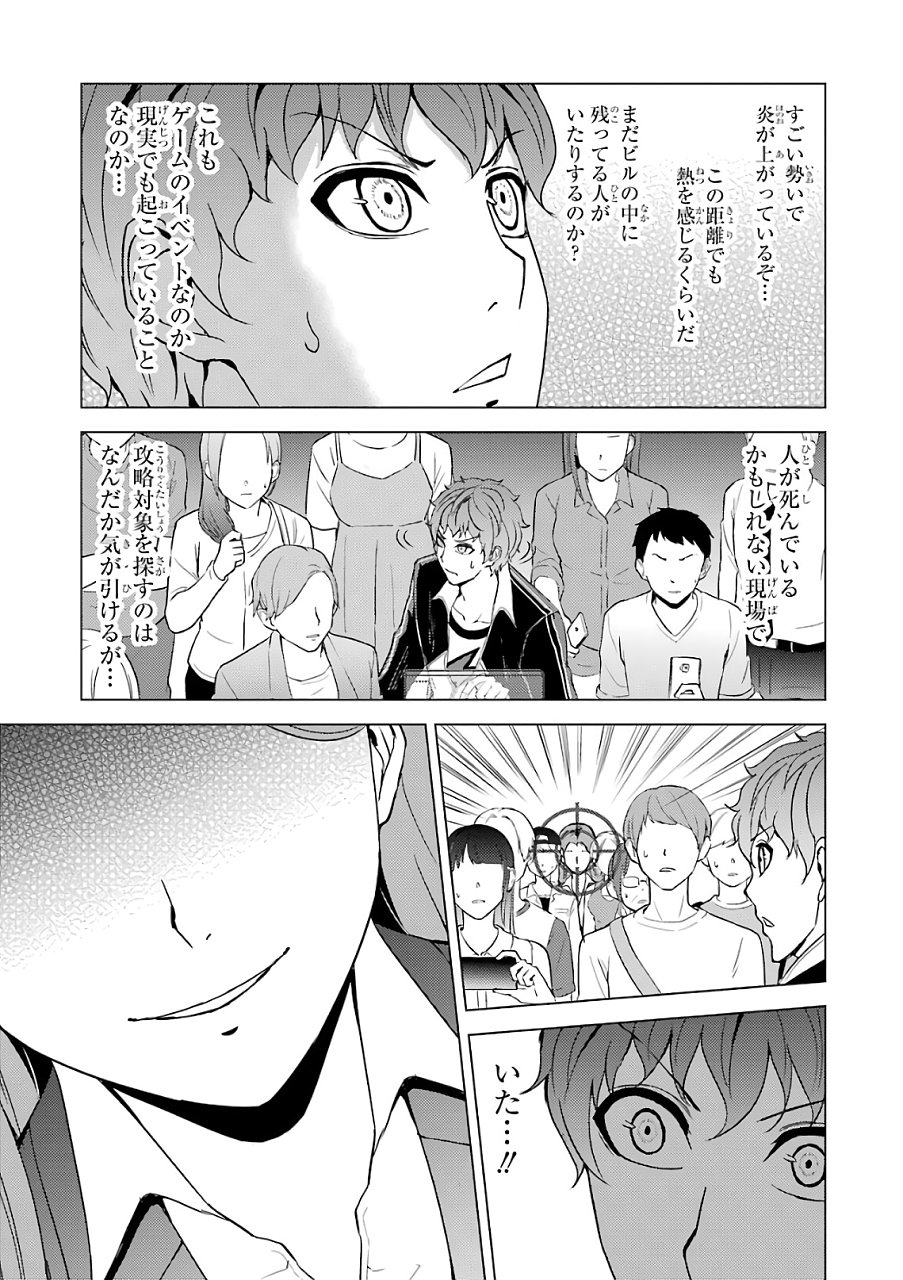 すごい勢いで
炎が上がっているぞ…
この距離でも
熱を感じるくらいだ
まだビルの中に
残ってる人が
いたりするのか？
これも
ゲームのイベントなのか
現実でも起こっていること
なのか…
人が死んでいる
かもしれない現場で
攻略対象を探すのは
なんだか気が引けるが…
いた…!!